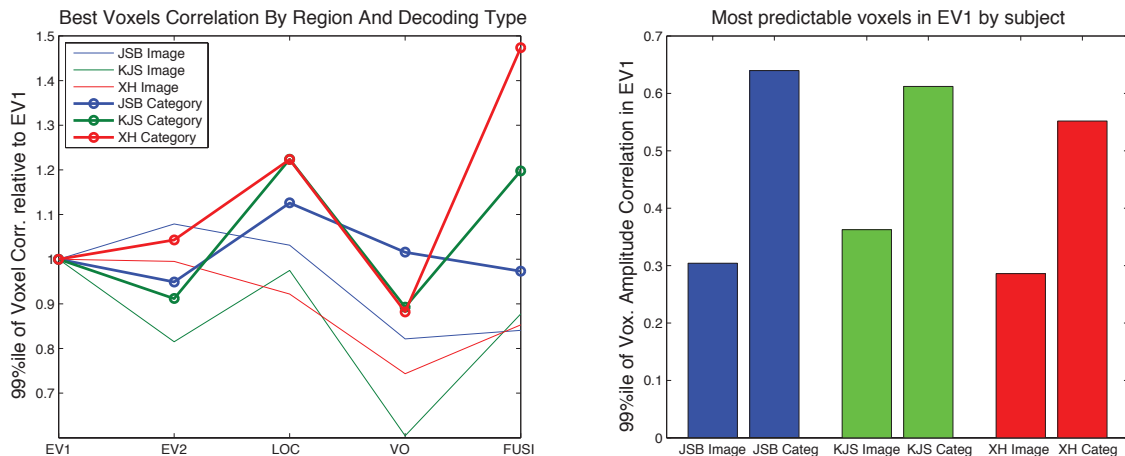 Best Voxels Correlation By Region And Decoding Type
99%ile of Voxel Corr. relative to EV1
1.5
1.4
1.3
1.2
1.1
1
0.9
0.8
0.7
JSB Image
KJS Image
XH Image
JSB Category
KJS Category
XH Category
EV1 EV2 LOC VO FUSI
Most predictable voxels in EV1 by subject
99%ile of Vox. Amplitude Correlation in EV1
0.7
0.6
0.5
0.4
0.3
0.2
0.1
0
JSB Image JSB Categ KJS Image KJS Categ XH Image XH Categ